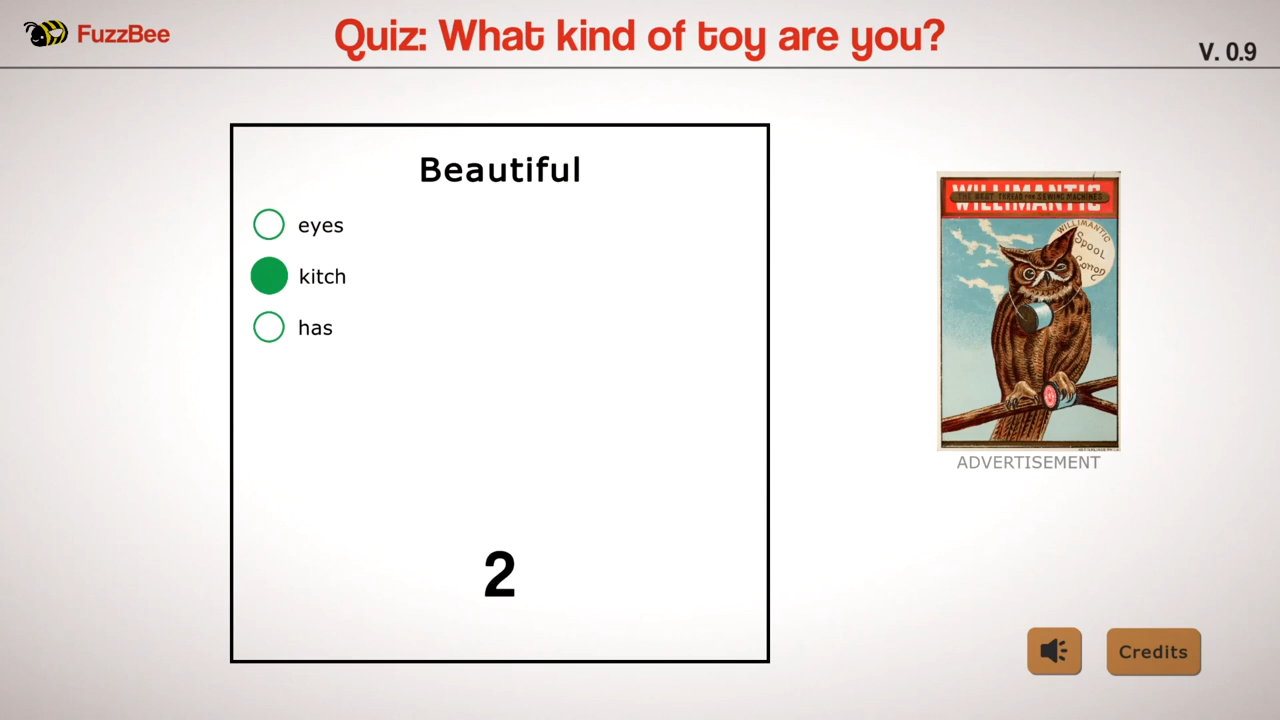 FuzzBee
Quiz: What kind of toy are you?
V. 0.9
Beautiful
eyes
kitch
has
2
WILLIMANTIC
THE BEST THREAD FOR SEWING MACHINES
WILLIMANTIC
Spool
ADVERTISEMENT
Credits